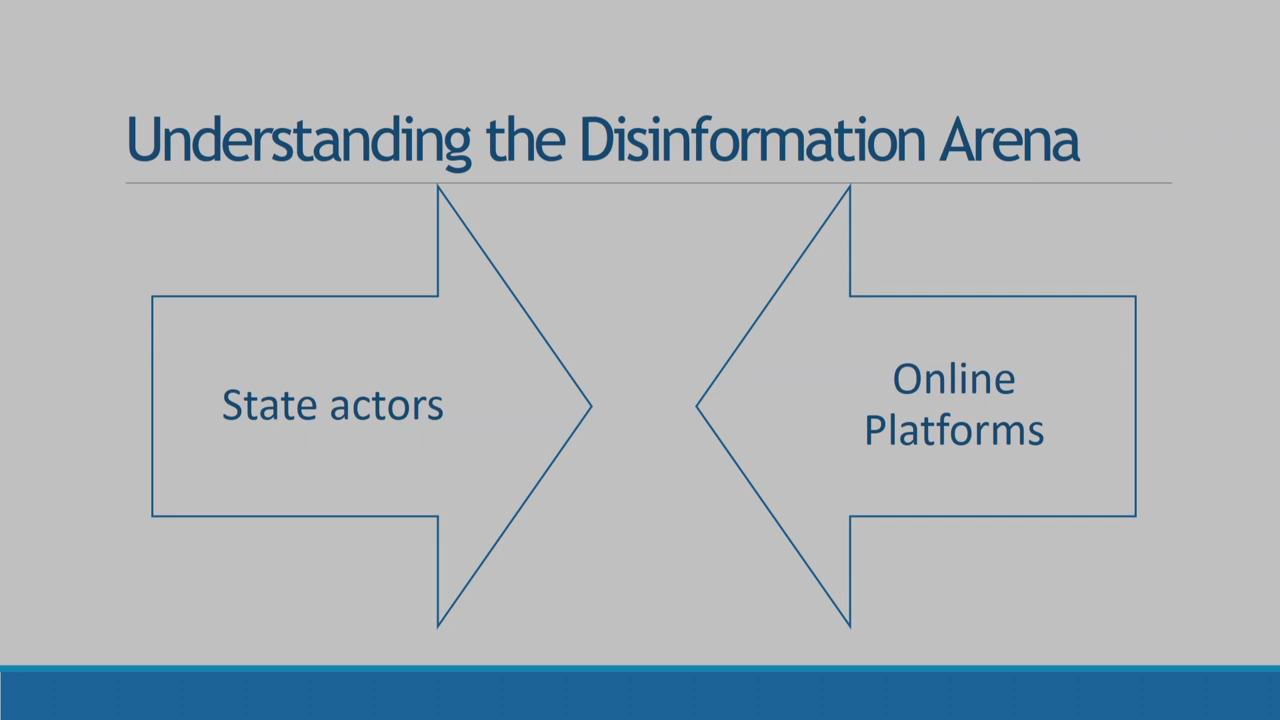 Understanding the Disinformation Arena
State actors
Online
Platforms